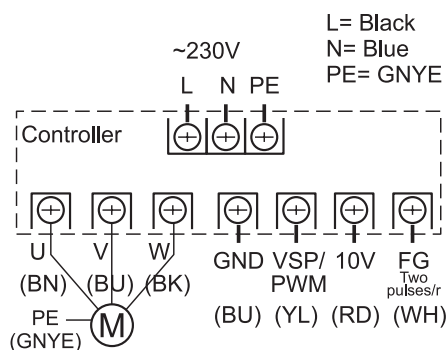 L= Black
N= Blue
PE= GNYE
~230V
L N PE
Controller
U V W GND VSP/ 10V FG
PWM Two
pulses/r
(BN) (BU) (BK) (BU) (YL) (RD) (WH)
PE
(GNYE)
M